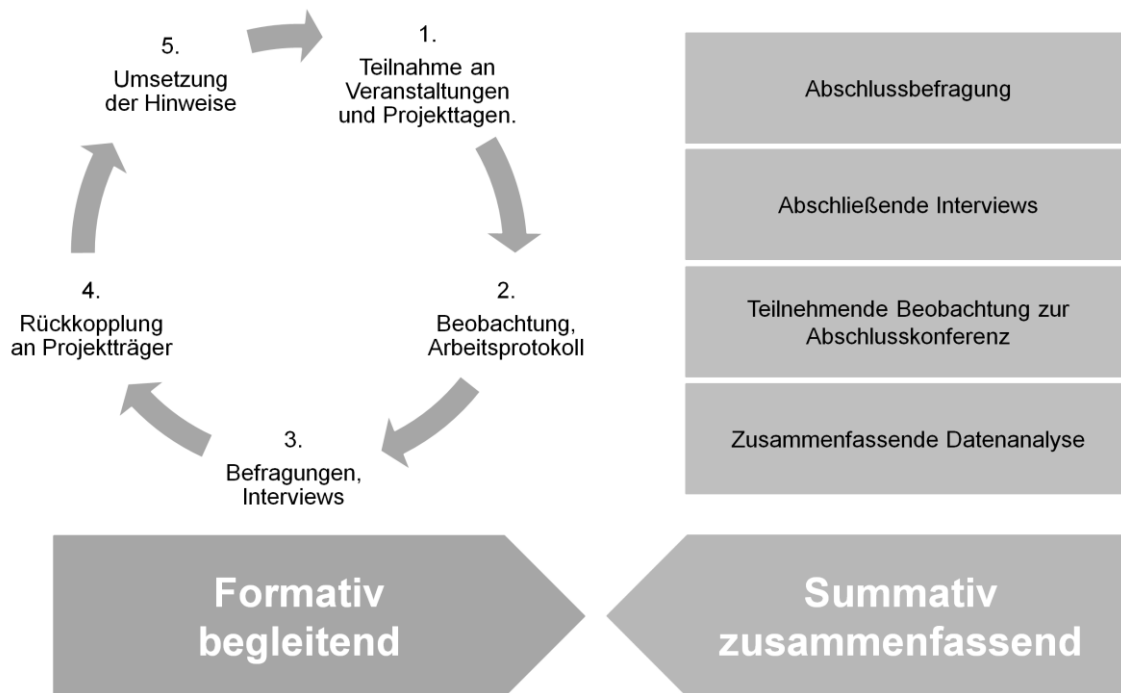 1.
Teilnahme an
Veranstaltungen
und Projekttagen.
2.
Beobachtung,
Arbeitsprotokoll
3.
Befragungen,
Interviews
4.
Rückkopplung
an Projektträger
5.
Umsetzung
der Hinweise
Abschlussbefragung
Abschließende Interviews
Teilnehmende Beobachtung zur
Abschlusskonferenz
Zusammenfassende Datenanalyse
Formativ
begleitend
Summativ
zusammenfassend